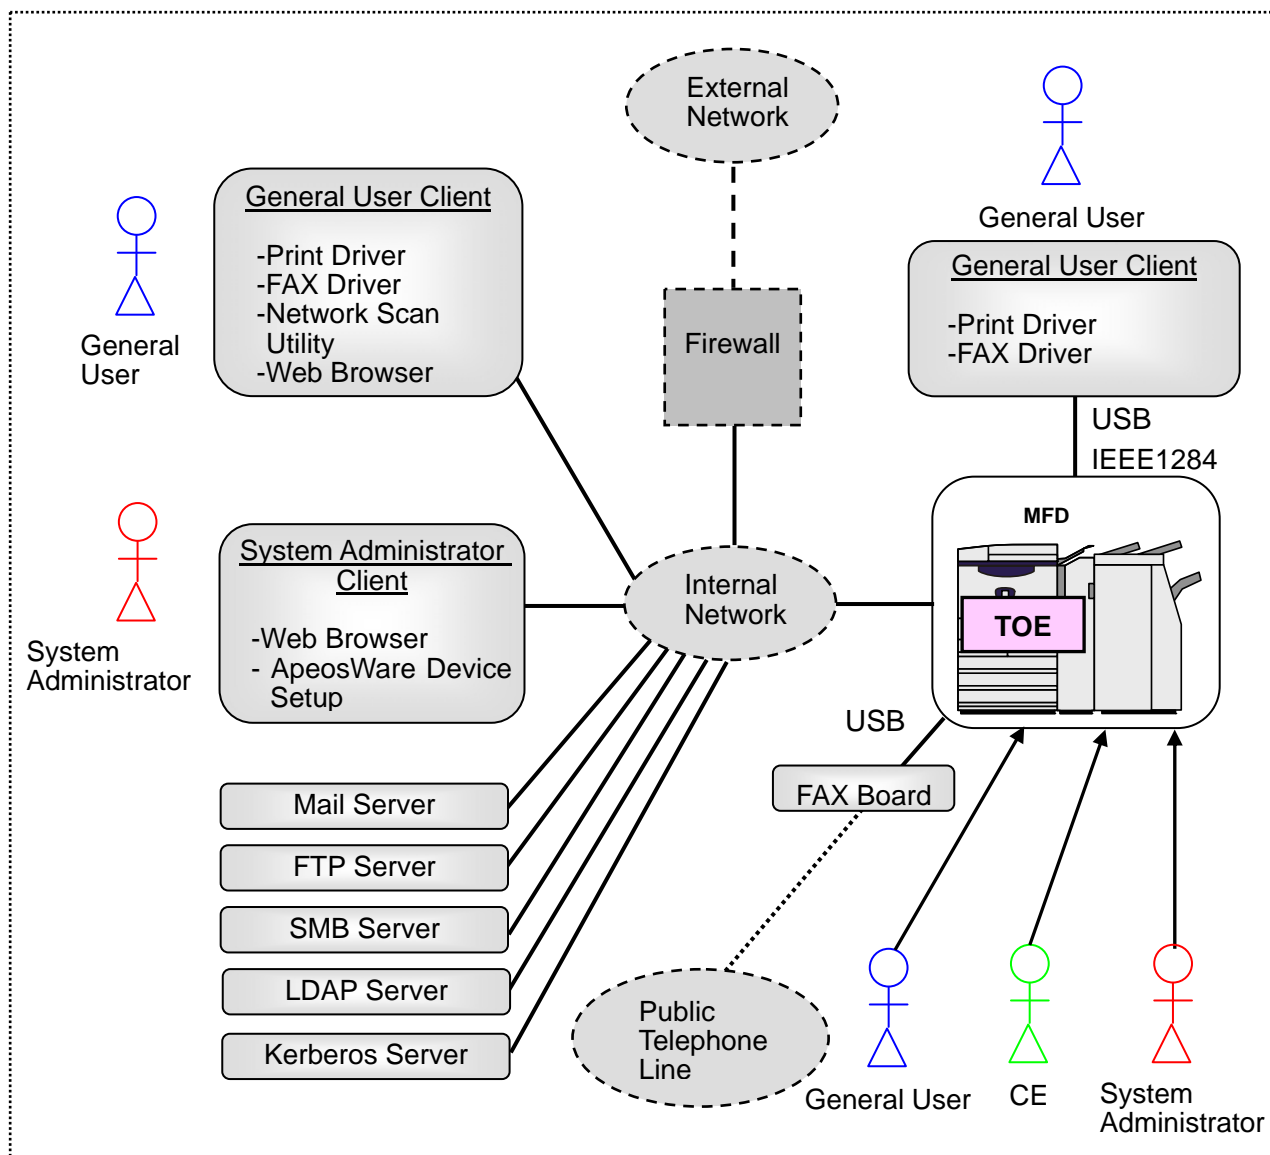 External
Network
General User
General User Client
-Print Driver
-FAX Driver
-Network Scan
Utility
-Web Browser
General
User
Firewall
General User Client
-Print Driver
-FAX Driver
USB
IEEE1284
MFD
TOE
System Administrator
Client
-Web Browser
- ApeosWare Device
Setup
System
Administrator
Internal
Network
USB
FAX Board
Mail Server
FTP Server
SMB Server
LDAP Server
Kerberos Server
Public
Telephone
Line
General User
CE
System
Administrator